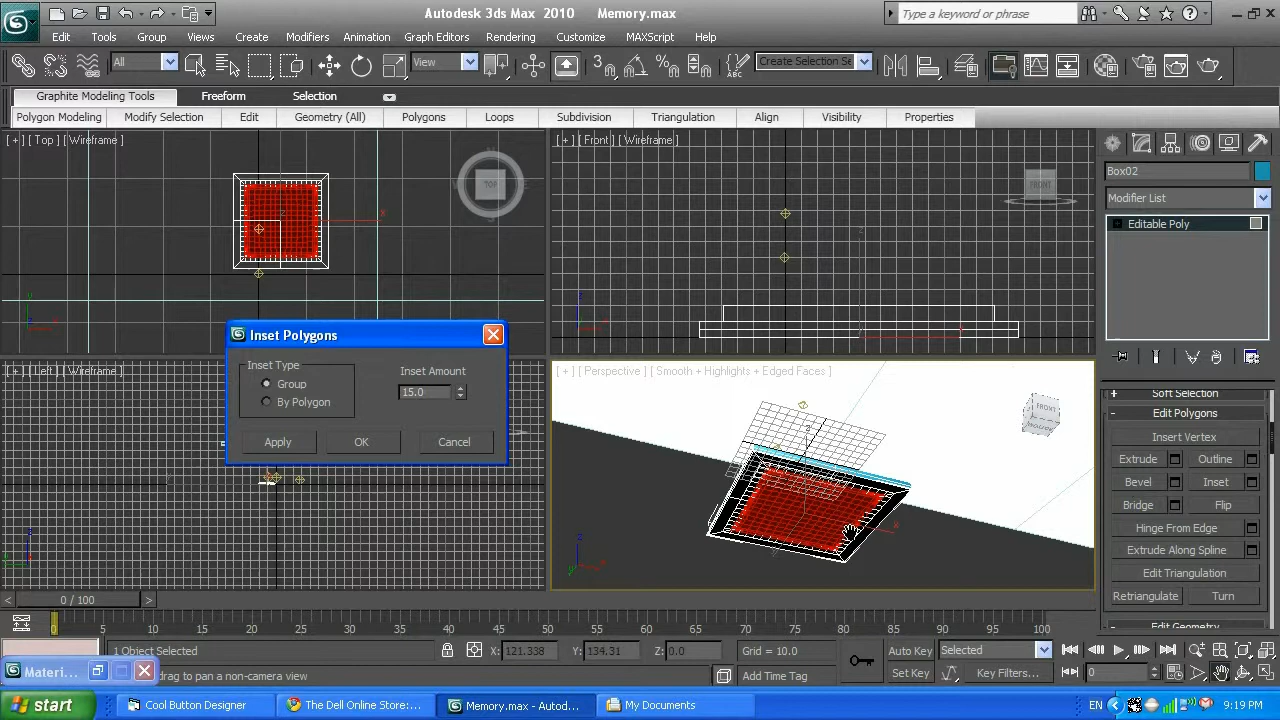 Autodesk 3ds Max 2010 Memory.max
Type a keyword or phrase
Edit Tools Group Views Create Modifiers Animation Graph Editors Rendering Customize MAXScript Help
All View Create Selection Se
Graphite Modeling Tools Freeform Selection
Polygon Modeling Modify Selection Edit Geometry (All) Polygons Loops Subdivision Triangulation Align Visibility Properties
[ + ] [ Top ] [ Wireframe ]
TOP
[ + ] [ Front ] [ Wireframe ]
FRONT
Box02
Modifier List
Editable Poly
Inset Polygons
Inset Type
Group
By Polygon
Inset Amount
15.0
Apply OK Cancel
[ + ] [ Left ] [ Wireframe ]
[ + ] [ Perspective ] [ Smooth + Highlights + Edged Faces ]
FRONT
Soft Selection
Edit Polygons
Insert Vertex
Extrude Outline
Bevel Inset
Bridge Flip
Hinge From Edge
Extrude Along Spline
Edit Triangulation
Retriangulate Turn
Edit Geometry
< 0 / 100 >
0 5 10 15 20 25 30 35 40 45 50 55 60 65 70 75 80 85 90 95 100
1 Object Selected X: 121.338 Y: 134.31 Z: 0.0 Grid = 10.0 Auto Key Selected
Materi...
drag to pan a non-camera view Add Time Tag Set Key Key Filters... 0
start Cool Button Designer The Dell Online Store:... Memory.max - Autod... My Documents EN 9:19 PM